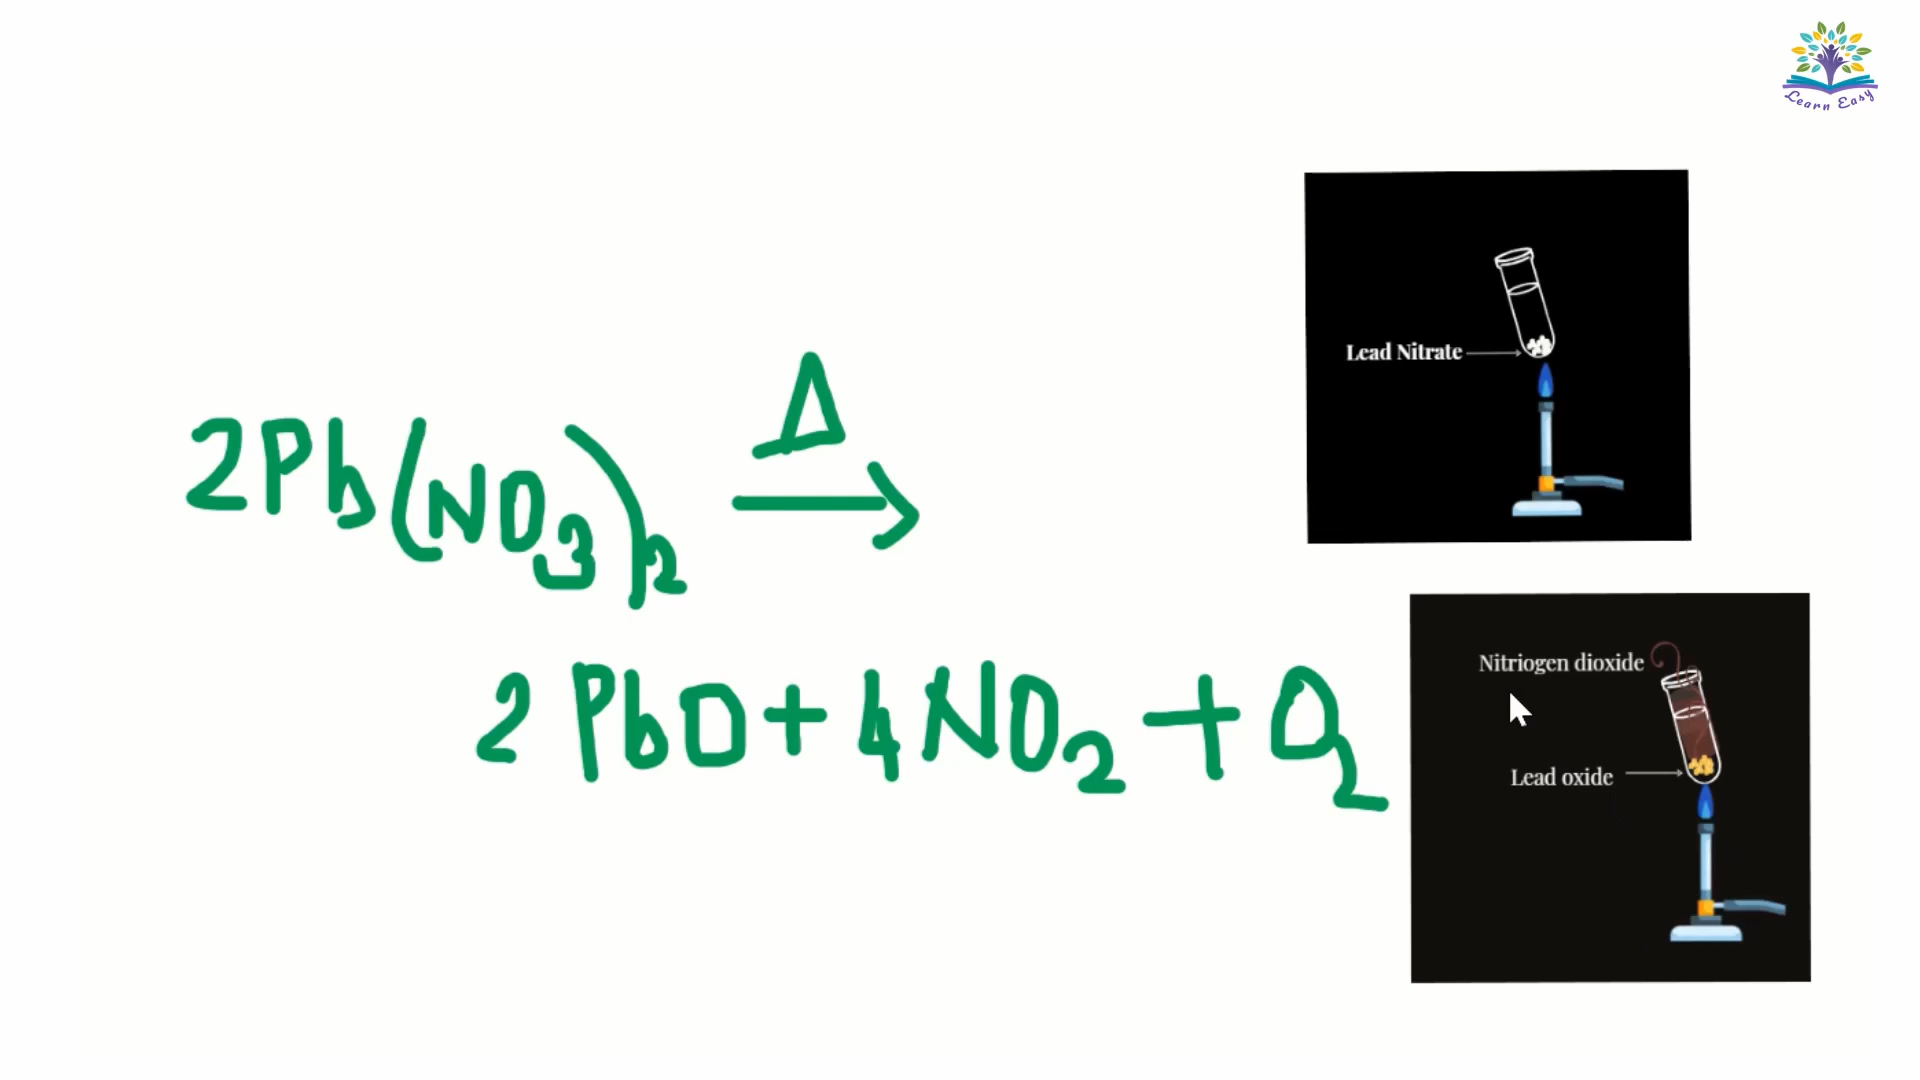 Learn Easy
Lead Nitrate
2Pb(NO₃)₂ Δ→
2PbO+4NO₂+O₂
Nitriogen dioxide
Lead oxide